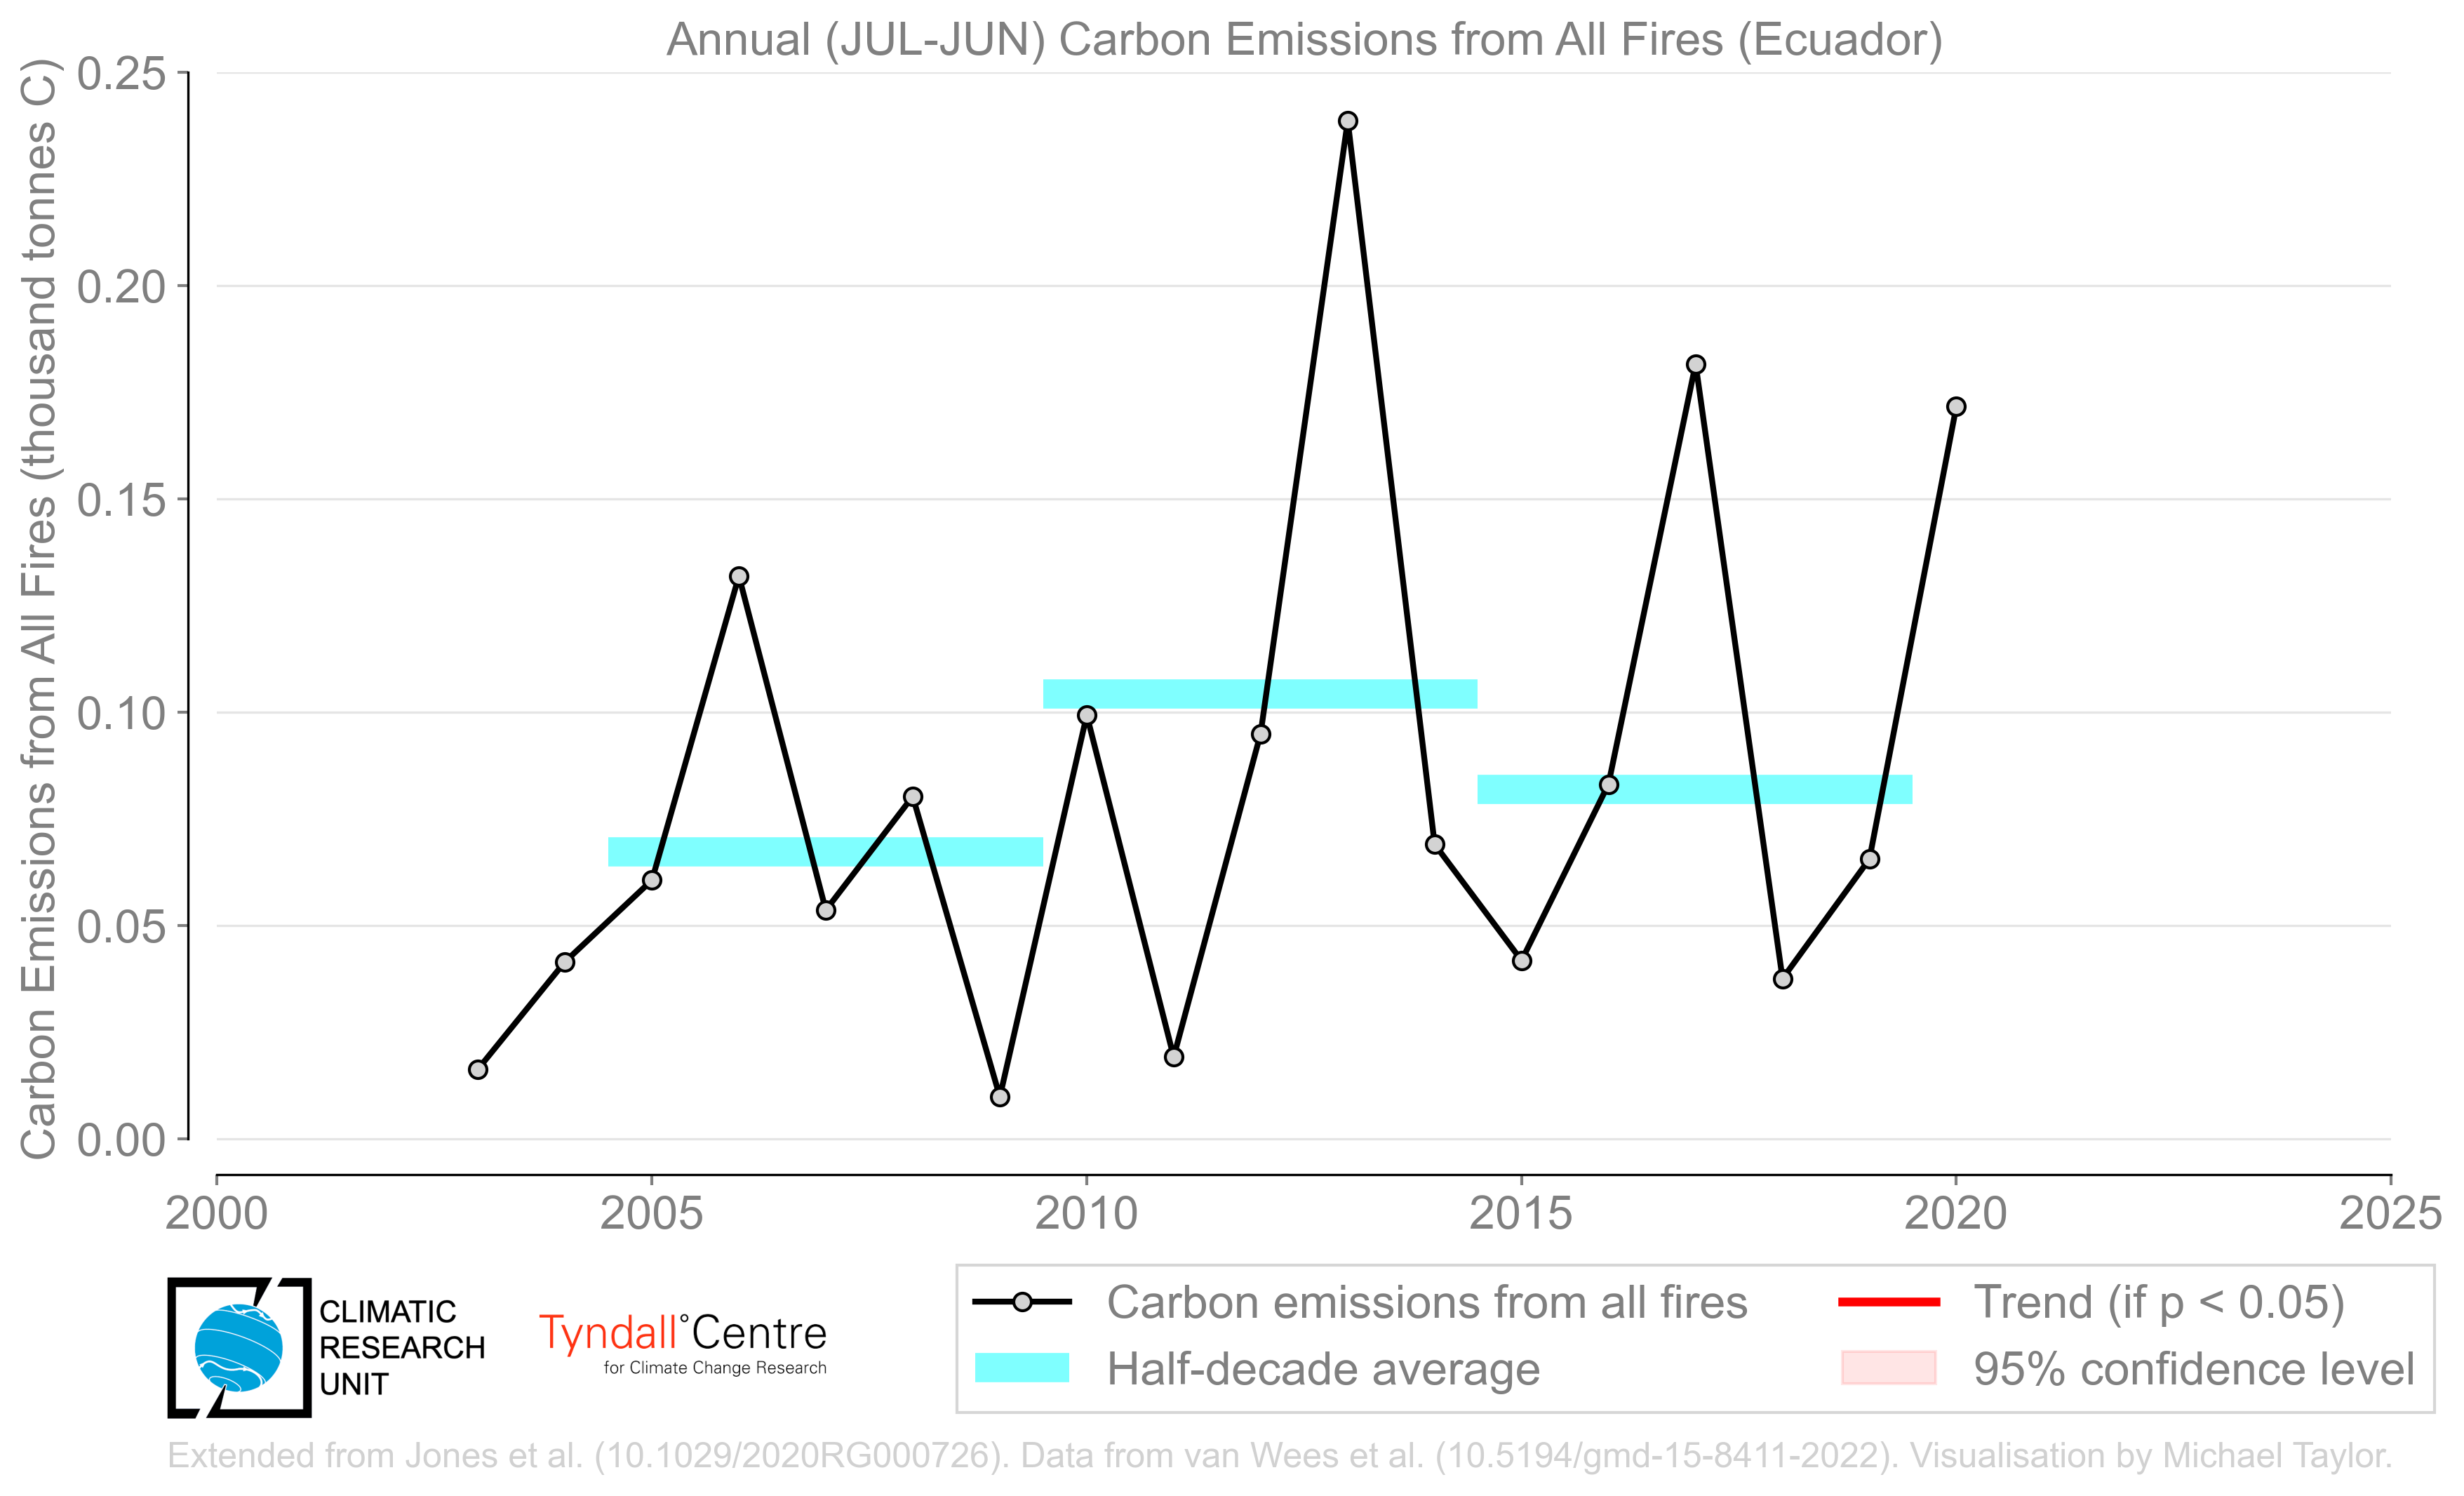 Annual (JUL-JUN) Carbon Emissions from All Fires (Ecuador)
Carbon Emissions from All Fires (thousand tonnes C)
0.25
0.20
0.15
0.10
0.05
0.00
2000 2005 2010 2015 2020 2025
CLIMATIC
RESEARCH
UNIT
Tyndall°Centre
for Climate Change Research
Carbon emissions from all fires
Half-decade average
Trend (if p < 0.05)
95% confidence level
Extended from Jones et al. (10.1029/2020RG000726). Data from van Wees et al. (10.5194/gmd-15-8411-2022). Visualisation by Michael Taylor.